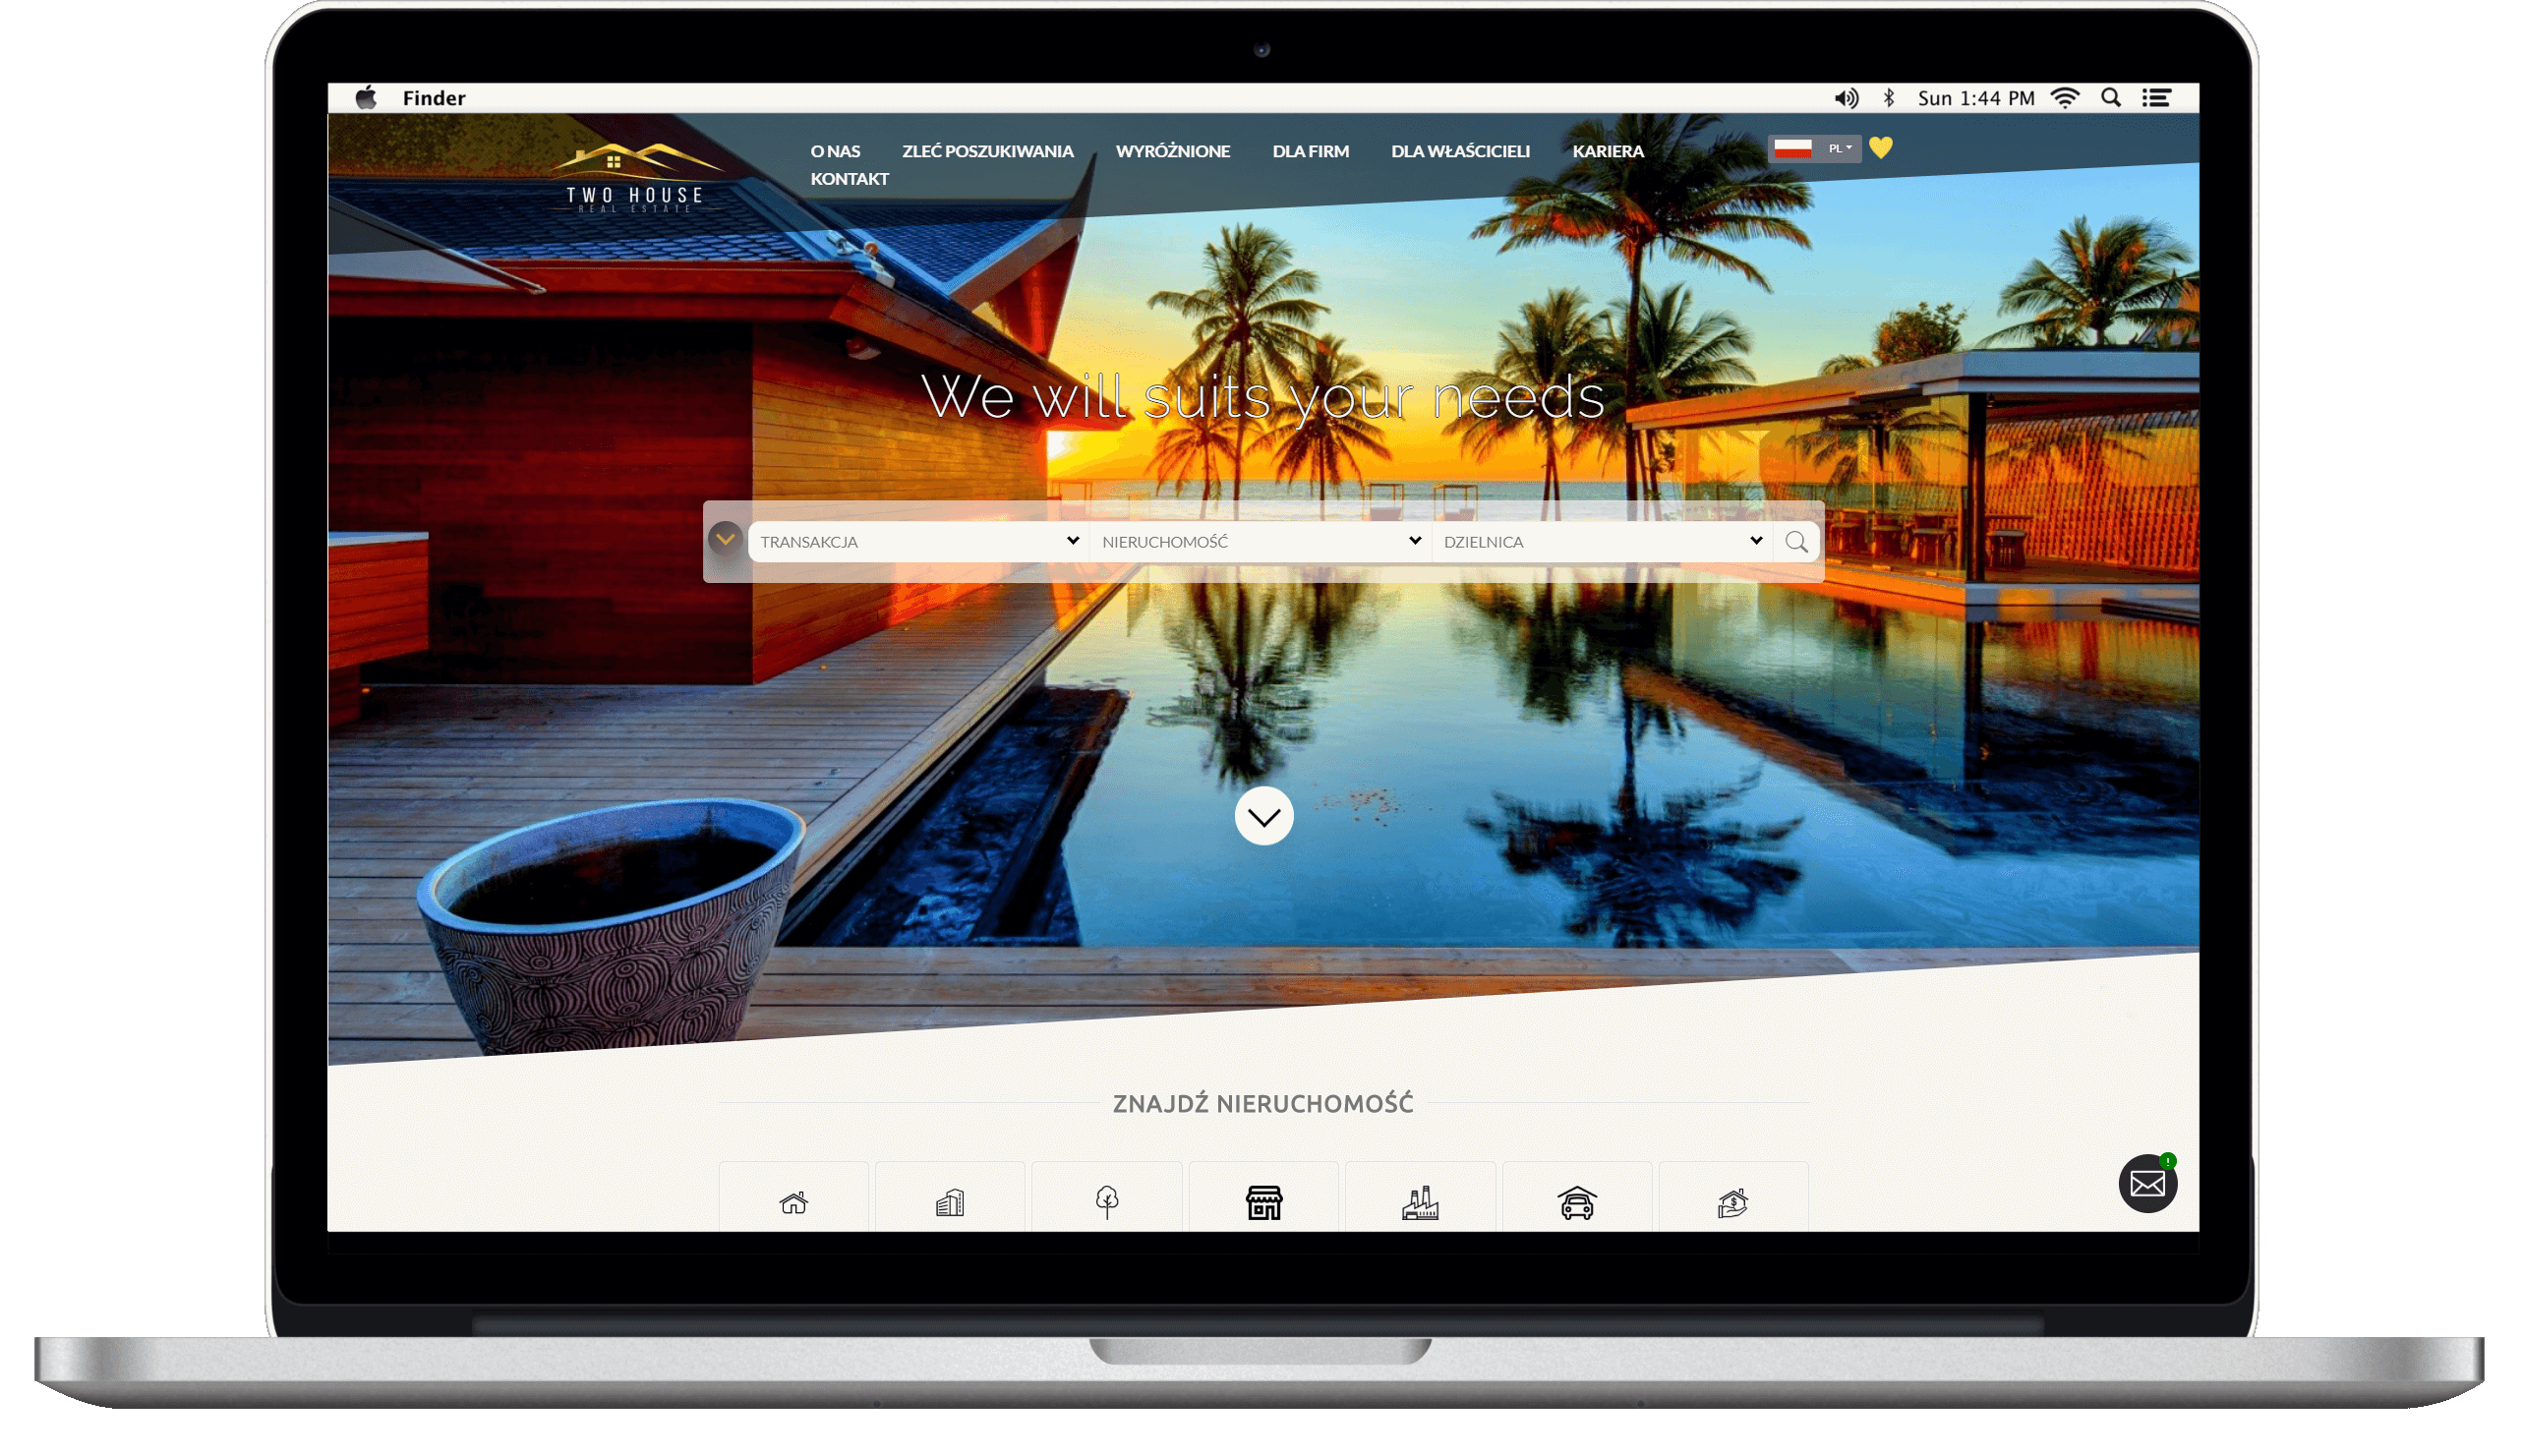 Finder
Sun 1:44 PM
O NAS ZLEĆ POSZUKIWANIA WYRÓŻNIONE DLA FIRM DLA WŁAŚCICIELI KARIERA
KONTAKT
PL
TWO HOUSE
REAL ESTATE
We will suits your needs
TRANSAKCJA NIERUCHOMOŚĆ DZIELNICA
ZNAJDŹ NIERUCHOMOŚĆ
!